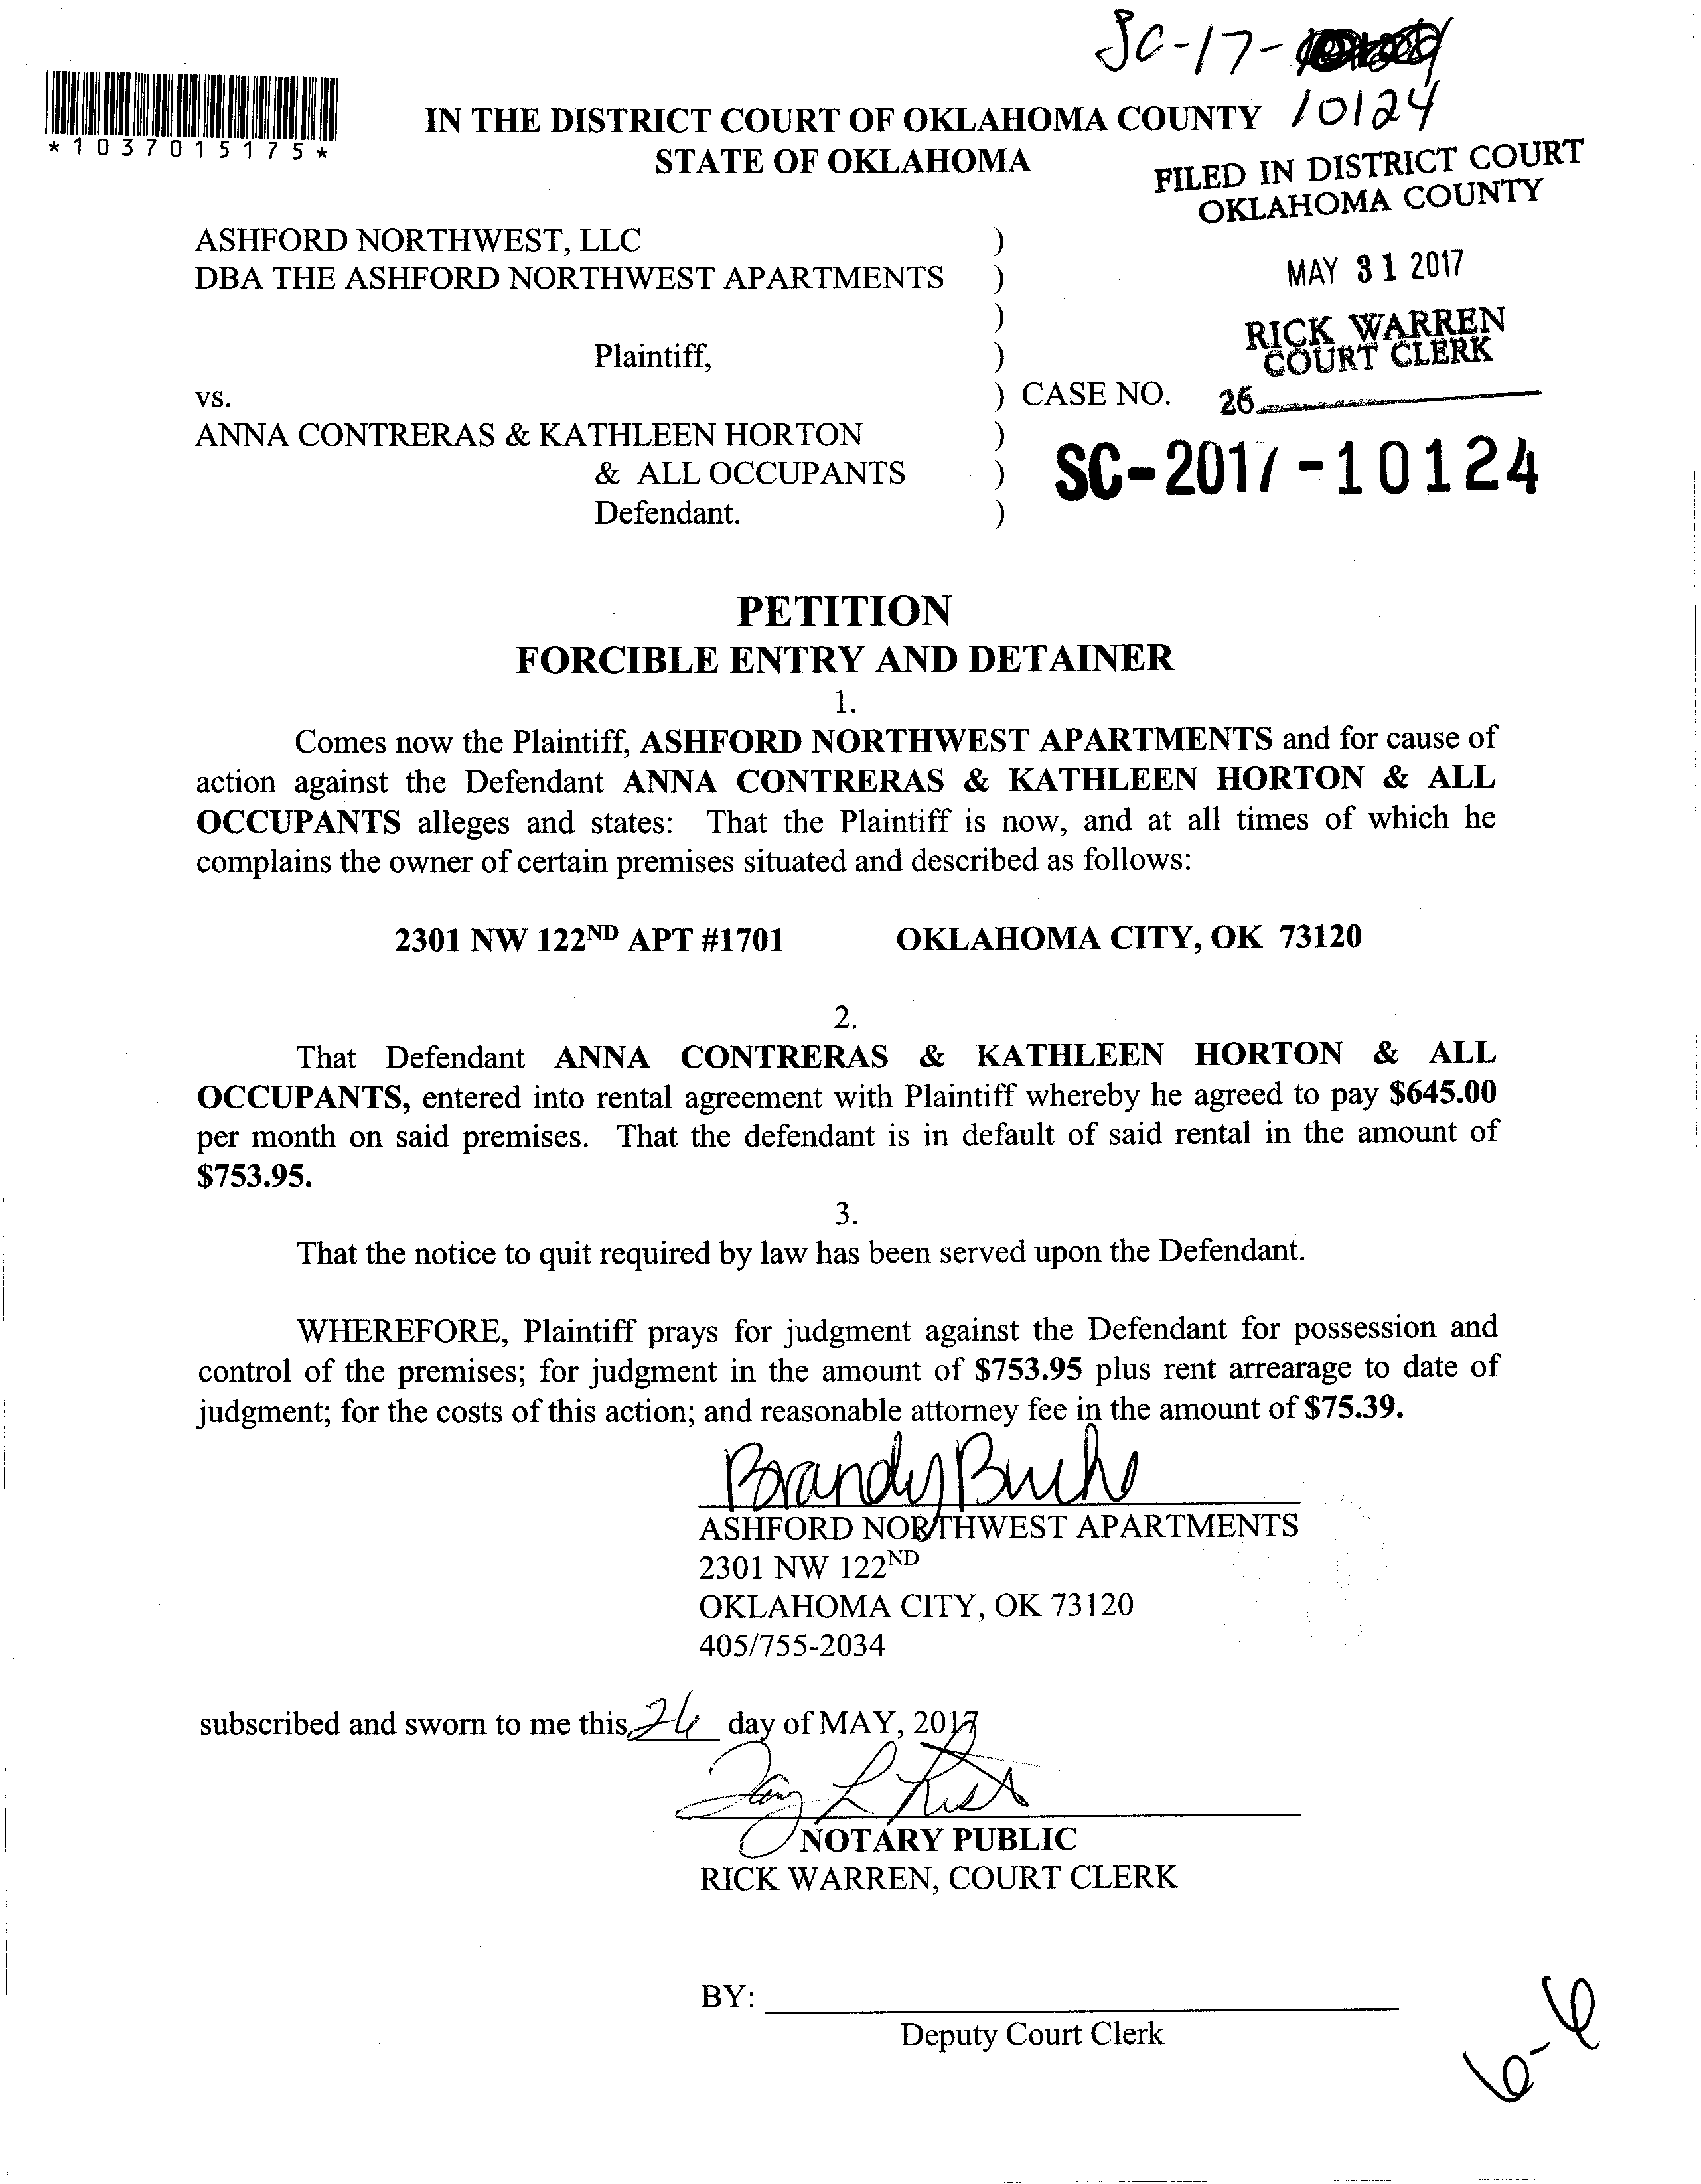 SC-17-
10124
*1037015175*
IN THE DISTRICT COURT OF OKLAHOMA COUNTY
STATE OF OKLAHOMA
FILED IN DISTRICT COURT
OKLAHOMA COUNTY
MAY 31 2017
RICK WARREN
COURT CLERK
26
ASHFORD NORTHWEST, LLC )
DBA THE ASHFORD NORTHWEST APARTMENTS )
)
Plaintiff, )
vs. ) CASE NO.
ANNA CONTRERAS & KATHLEEN HORTON )
& ALL OCCUPANTS ) SC-2017-10124
Defendant. )
PETITION
FORCIBLE ENTRY AND DETAINER
1.
Comes now the Plaintiff, ASHFORD NORTHWEST APARTMENTS and for cause of
action against the Defendant ANNA CONTRERAS & KATHLEEN HORTON & ALL
OCCUPANTS alleges and states: That the Plaintiff is now, and at all times of which he
complains the owner of certain premises situated and described as follows:
2301 NW 122ND APT #1701 OKLAHOMA CITY, OK 73120
2.
That Defendant ANNA CONTRERAS & KATHLEEN HORTON & ALL
OCCUPANTS, entered into rental agreement with Plaintiff whereby he agreed to pay $645.00
per month on said premises. That the defendant is in default of said rental in the amount of
$753.95.
3.
That the notice to quit required by law has been served upon the Defendant.
WHEREFORE, Plaintiff prays for judgment against the Defendant for possession and
control of the premises; for judgment in the amount of $753.95 plus rent arrearage to date of
judgment; for the costs of this action; and reasonable attorney fee in the amount of $75.39.
Brandy
ASHFORD NORTHWEST APARTMENTS
2301 NW 122ND
OKLAHOMA CITY, OK 73120
405/755-2034
subscribed and sworn to me this 26 day of MAY, 2017
NOTARY PUBLIC
RICK WARREN, COURT CLERK
BY:
Deputy Court Clerk
6-6